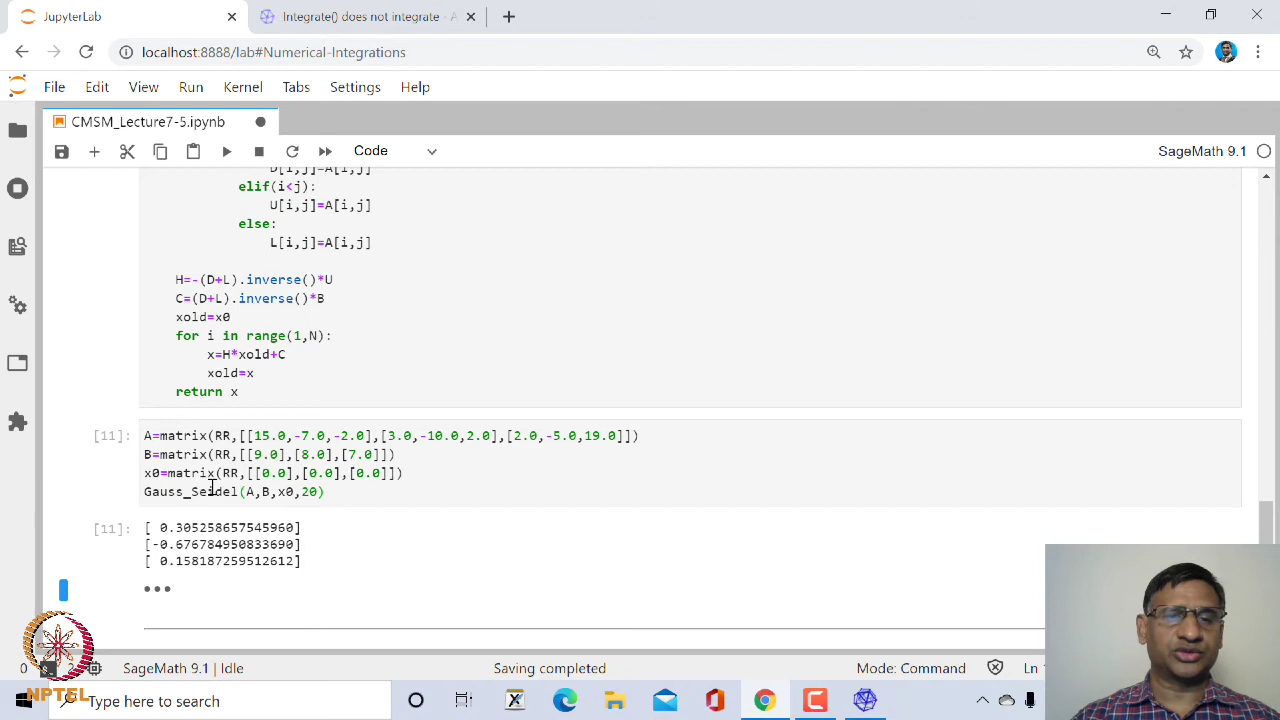 JupyterLab
Integrate() does not integrate - A
localhost:8888/lab#Numerical-Integrations
File Edit View Run Kernel Tabs Settings Help
CMSM_Lecture7-5.ipynb
Code
SageMath 9.1
D[i,j]=A[i,j]
elif(i<j):
U[i,j]=A[i,j]
else:
L[i,j]=A[i,j]
H=-(D+L).inverse()*U
C=(D+L).inverse()*B
xold=x0
for i in range(1,N):
x=H*xold+C
xold=x
return x
[11]: A=matrix(RR,[[15.0,-7.0,-2.0],[3.0,-10.0,2.0],[2.0,-5.0,19.0]])
B=matrix(RR,[[9.0],[8.0],[7.0]])
x0=matrix(RR,[[0.0],[0.0],[0.0]])
Gauss_Seidel(A,B,x0,20)
[11]: [ 0.305258657545960]
[-0.676784950833690]
[ 0.158187259512612]
0 SageMath 9.1 | Idle Saving completed Mode: Command Ln 1
NPTEL
Type here to search